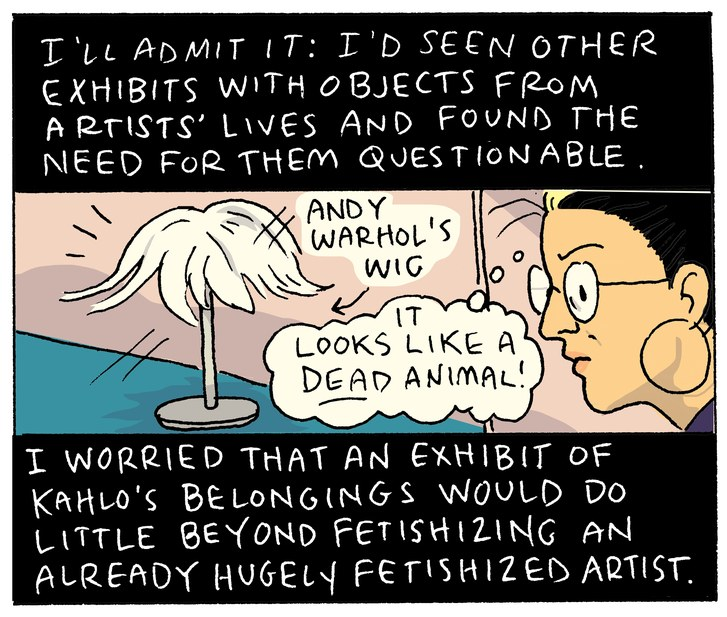 I'LL ADMIT IT: I'D SEEN OTHER
EXHIBITS WITH OBJECTS FROM
ARTISTS' LIVES AND FOUND THE
NEED FOR THEM QUESTIONABLE.
ANDY
WARHOL'S
WIG
IT
LOOKS LIKE A
DEAD ANIMAL!
I WORRIED THAT AN EXHIBIT OF
KAHLO'S BELONGINGS WOULD DO
LITTLE BEYOND FETISHIZING AN
ALREADY HUGELY FETISHIZED ARTIST.